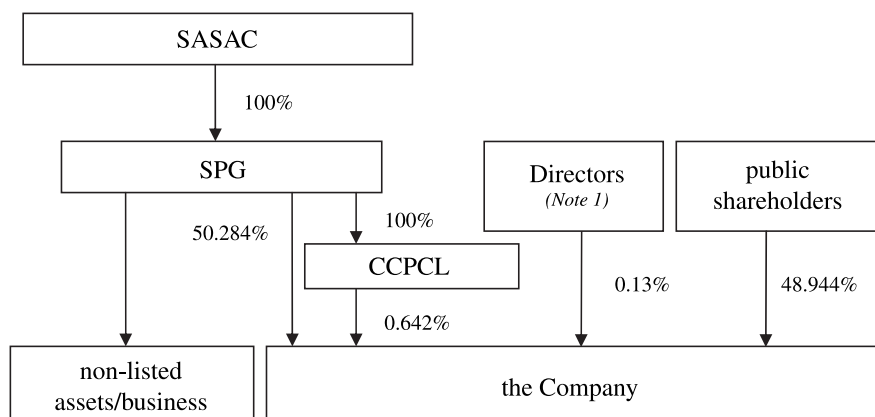 SASAC
100%
SPG
Directors
(Note 1)
public
shareholders
50.284%
100%
CCPCL
0.13%
48.944%
0.642%
non-listed
assets/business
the Company